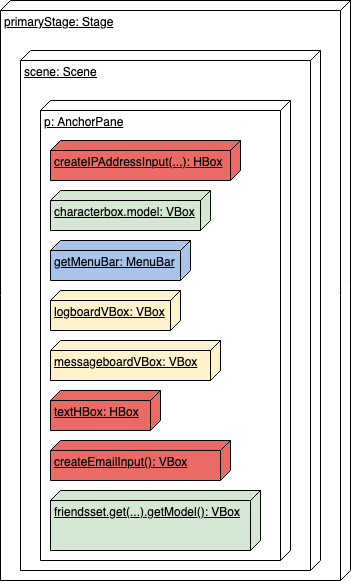 primaryStage: Stage
scene: Scene
p: AnchorPane
createIPAddressInput(...): HBox
characterbox.model: VBox
getMenuBar: MenuBar
logboardVBox: VBox
messageboardVBox: VBox
textHBox: HBox
createEmailInput(): VBox
friendsset.get(...).getModel(): VBox